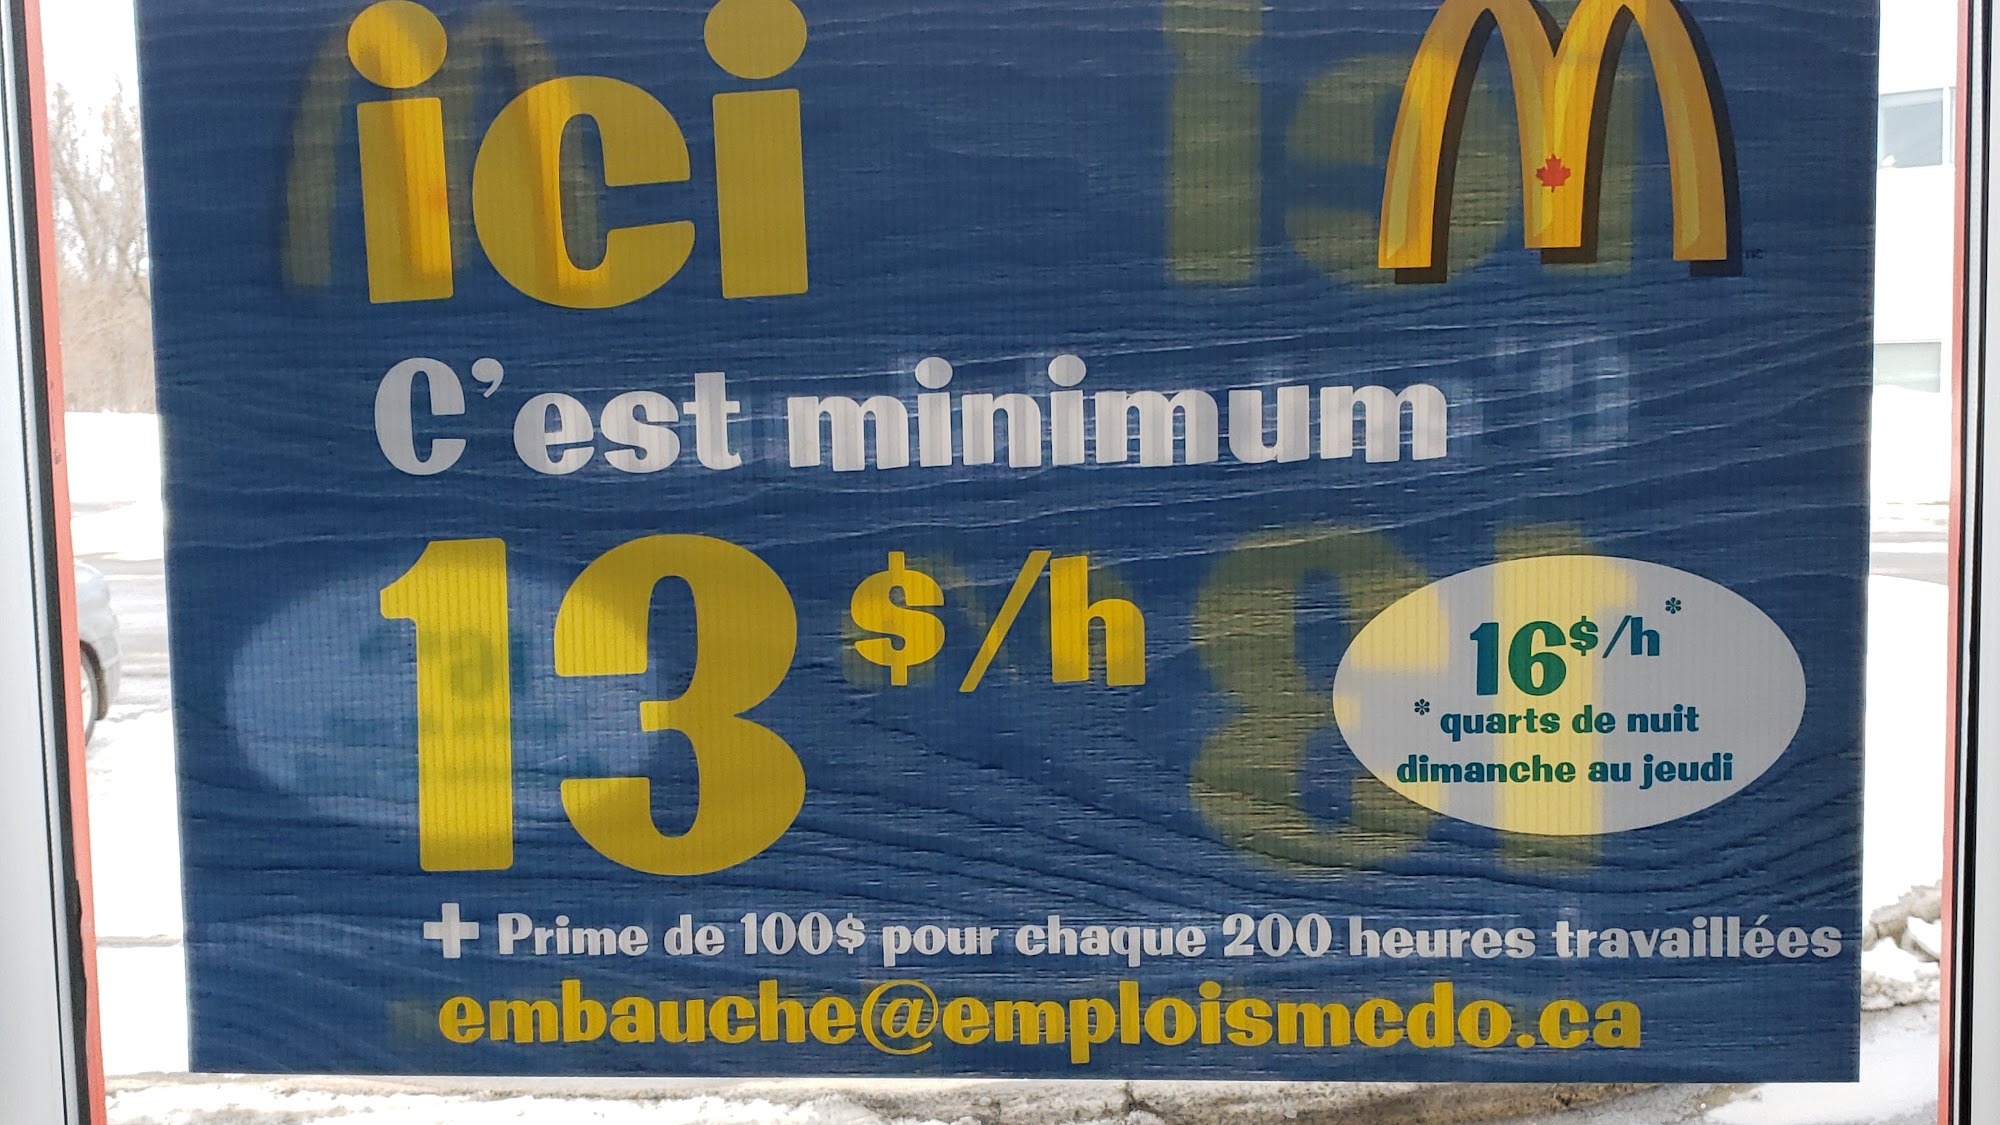 ici
C'est minimum
13$/h
16$/h*
* quarts de nuit
dimanche au jeudi
+ Prime de 100$ pour chaque 200 heures travaillées
embauche@emploismcdo.ca